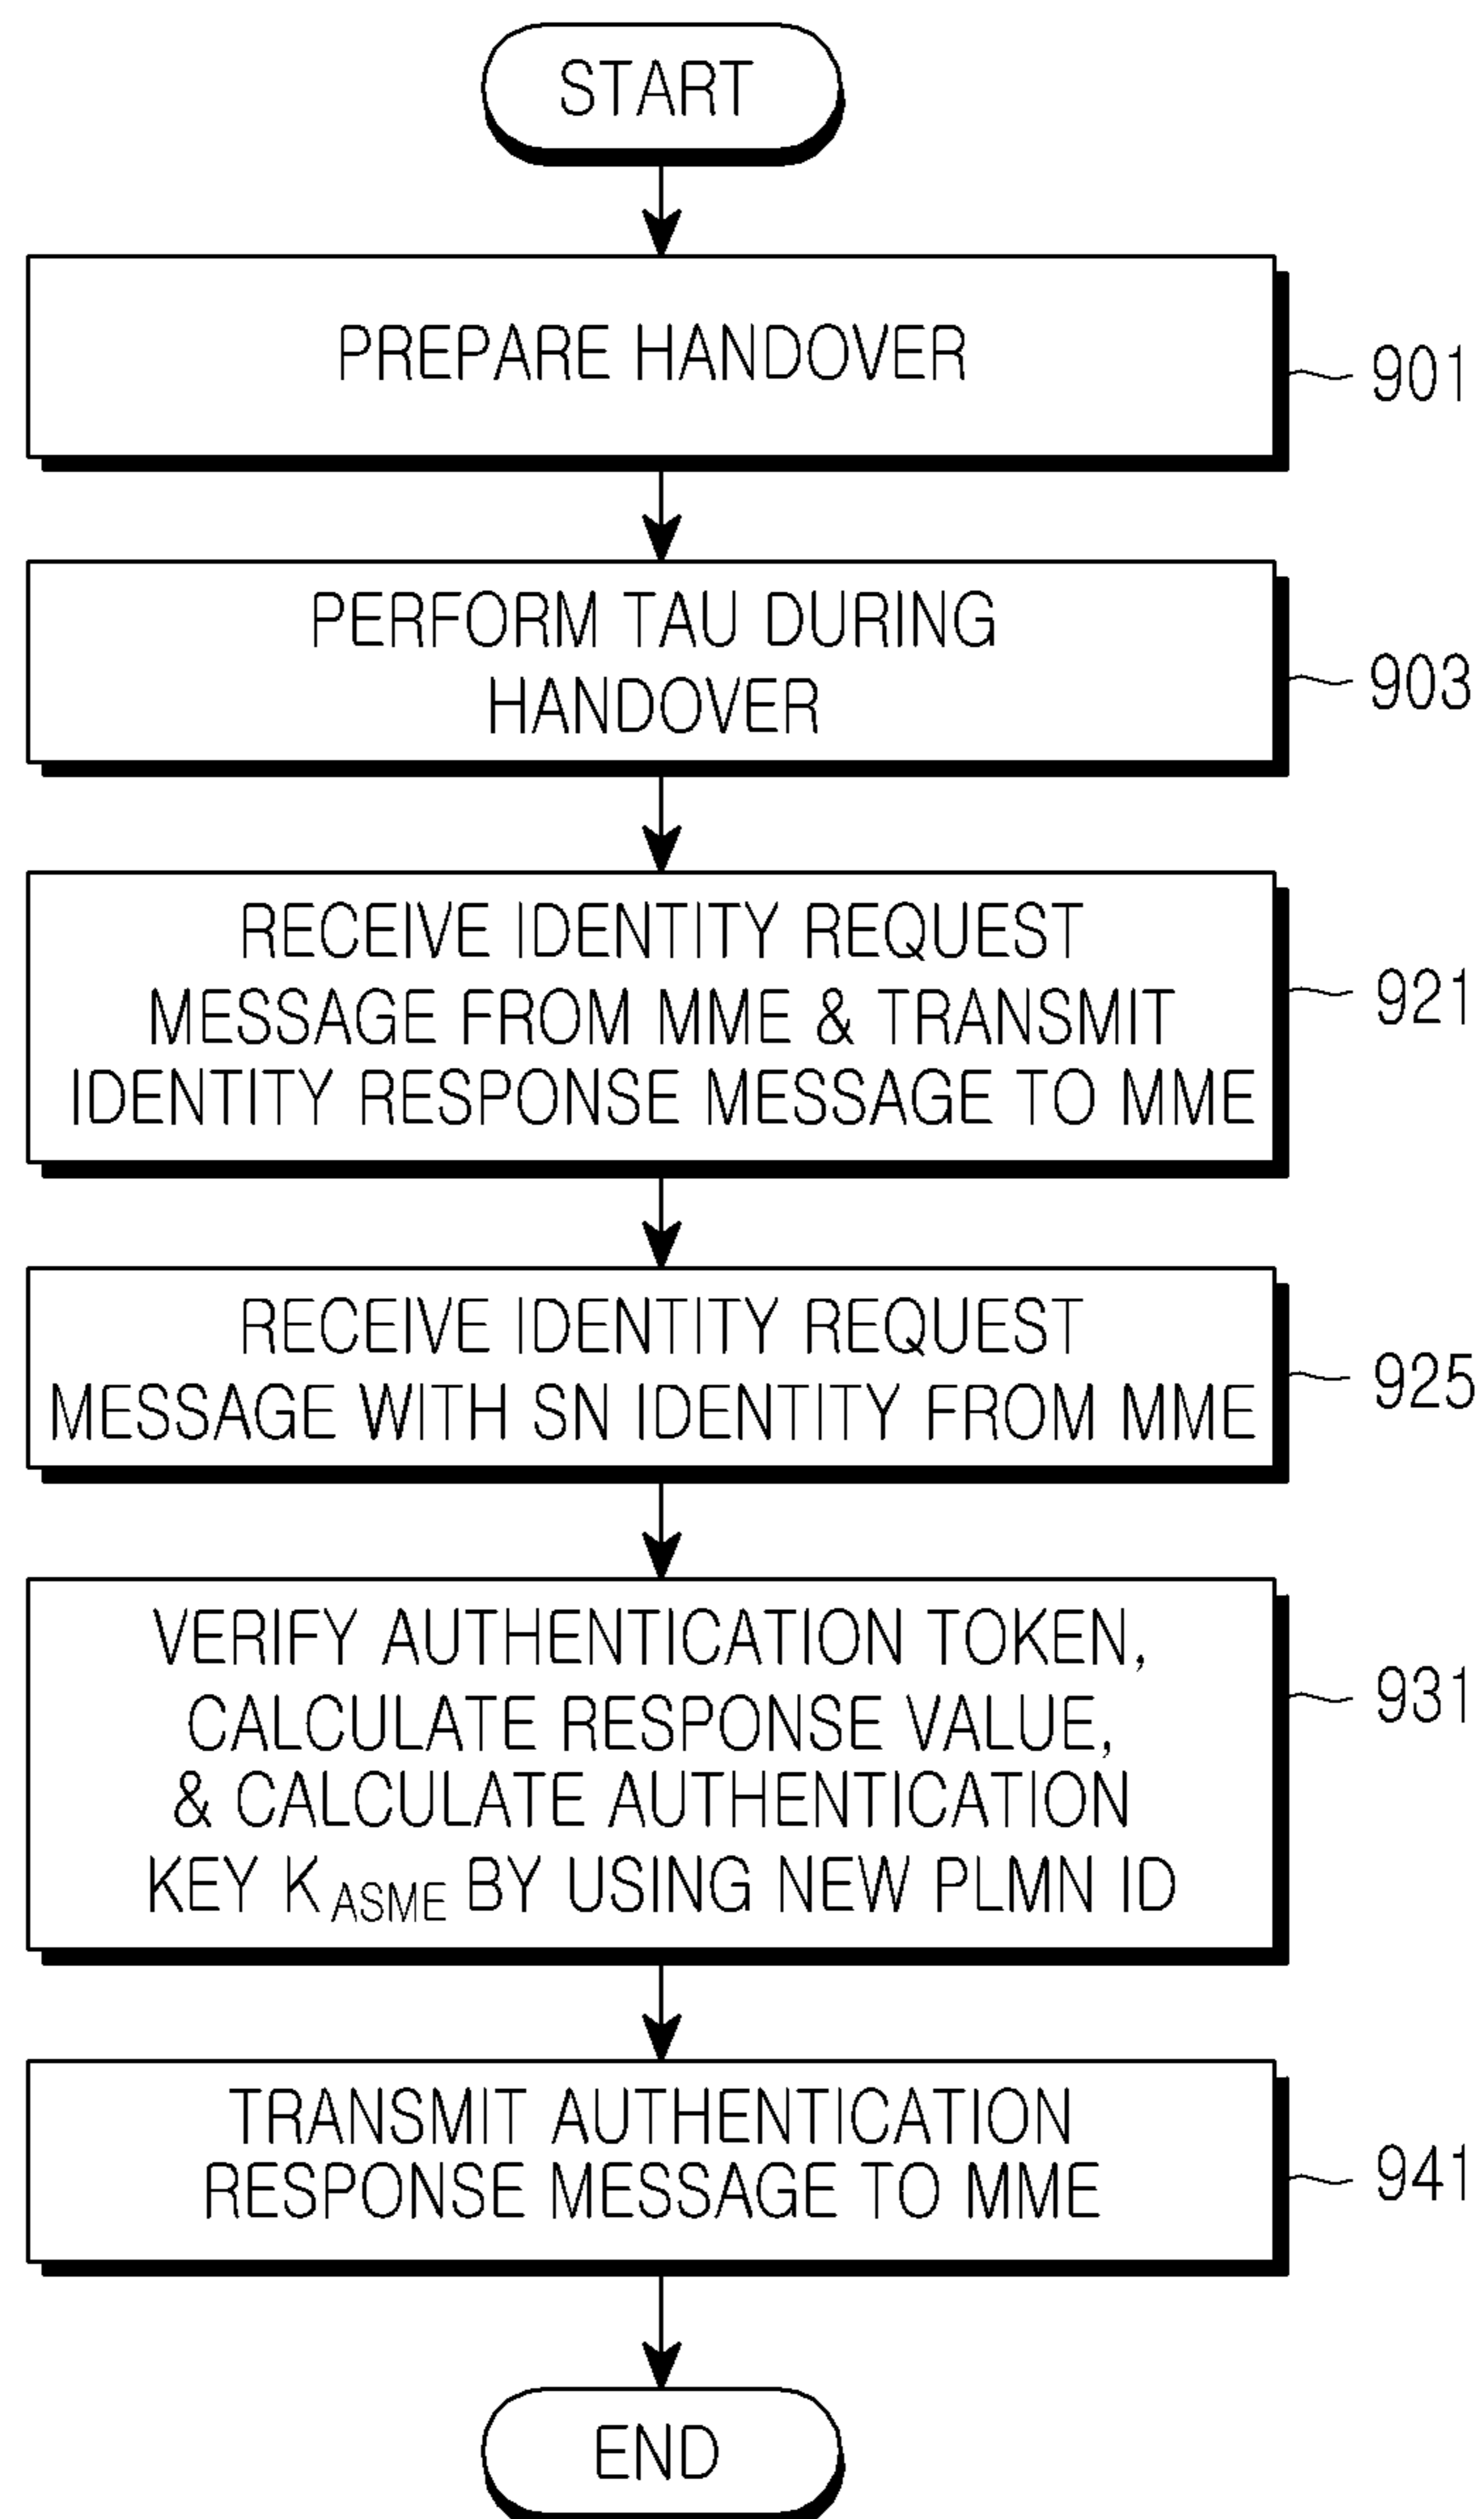 START
PREPARE HANDOVER
901
PERFORM TAU DURING
HANDOVER
903
RECEIVE IDENTITY REQUEST
MESSAGE FROM MME & TRANSMIT
IDENTITY RESPONSE MESSAGE TO MME
921
RECEIVE IDENTITY REQUEST
MESSAGE WITH SN IDENTITY FROM MME
925
VERIFY AUTHENTICATION TOKEN,
CALCULATE RESPONSE VALUE,
& CALCULATE AUTHENTICATION
KEY K ASME BY USING NEW PLMN ID
931
TRANSMIT AUTHENTICATION
RESPONSE MESSAGE TO MME
941
END